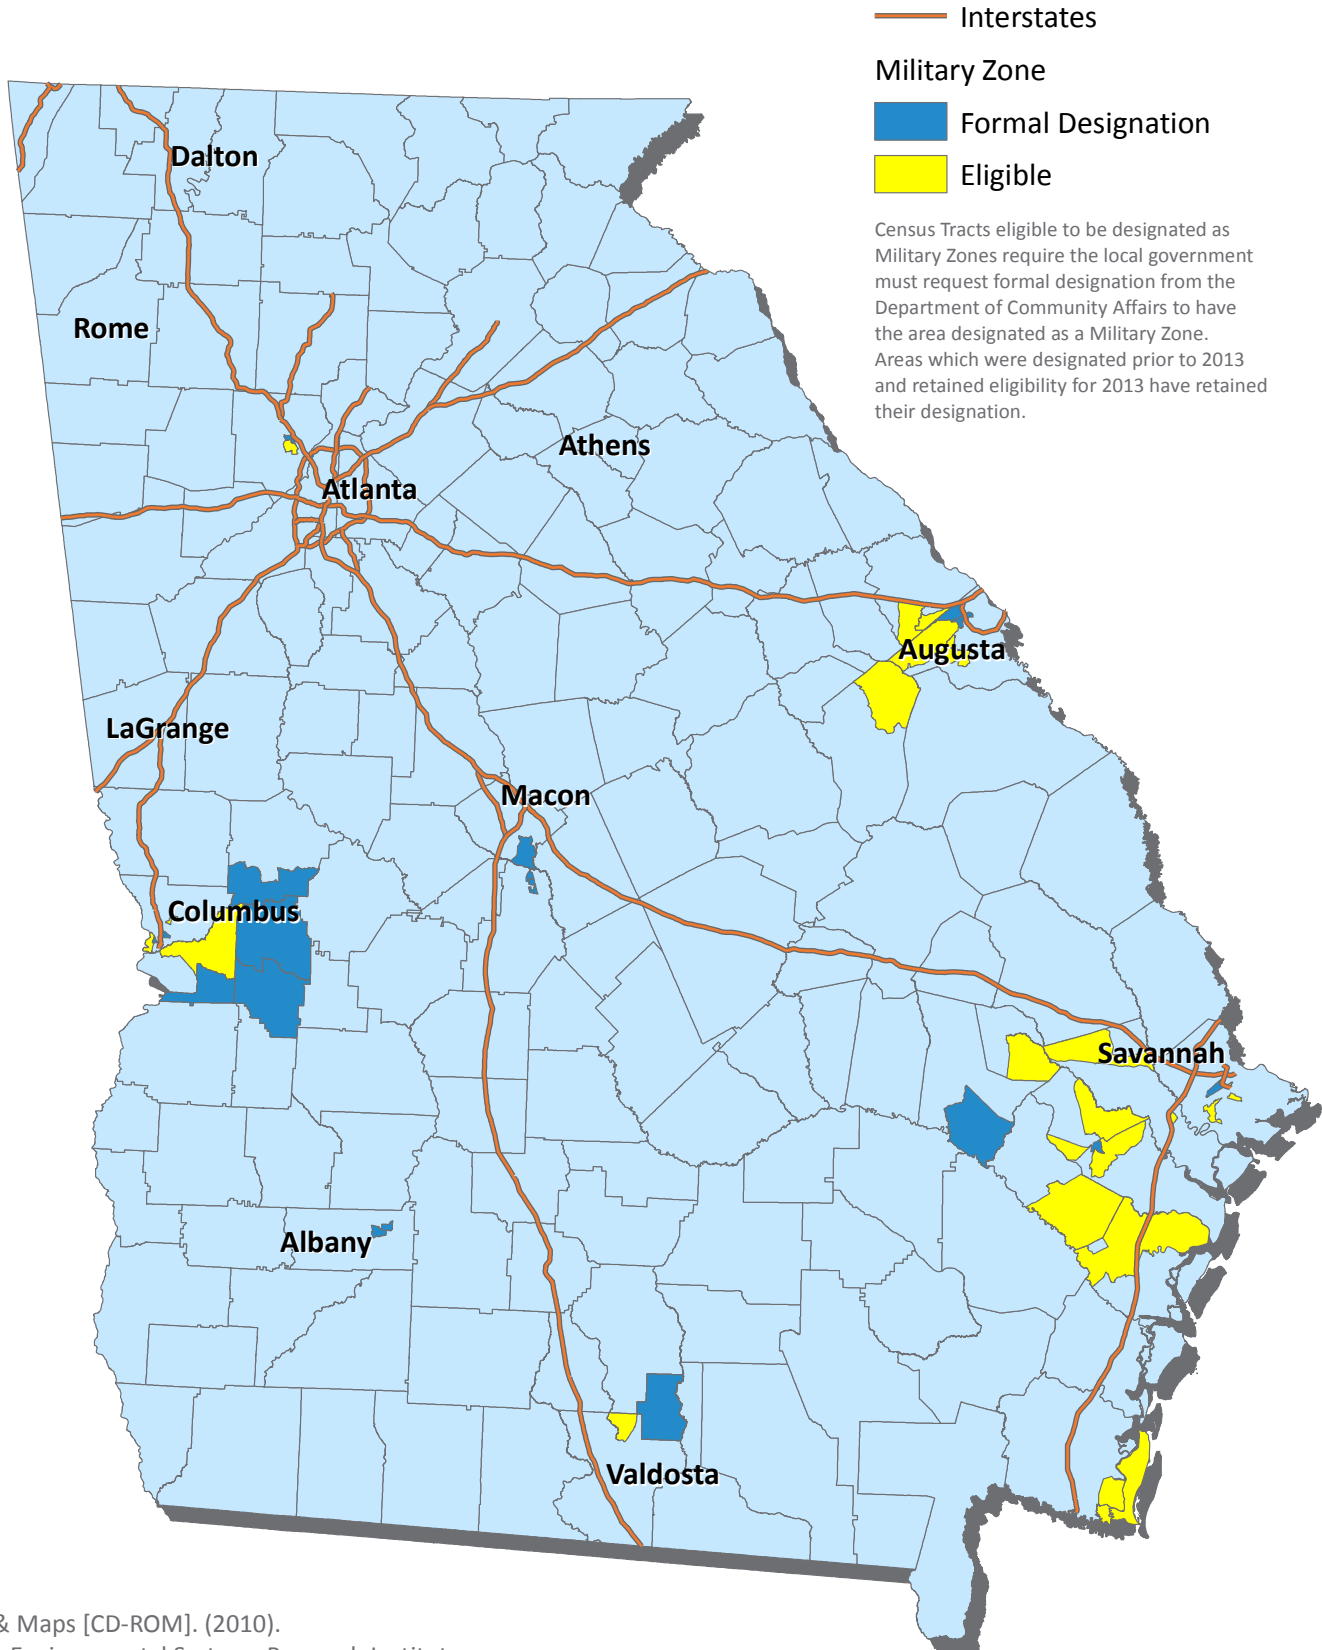 Interstates
Military Zone
Formal Designation
Eligible
Census Tracts eligible to be designated as
Military Zones require the local government
must request formal designation from the
Department of Community Affairs to have
the area designated as a Military Zone.
Areas which were designated prior to 2013
and retained eligibility for 2013 have retained
their designation.
Dalton
Rome
Athens
Atlanta
Augusta
LaGrange
Macon
Columbus
Savannah
Albany
Valdosta
& Maps [CD-ROM]. (2010).